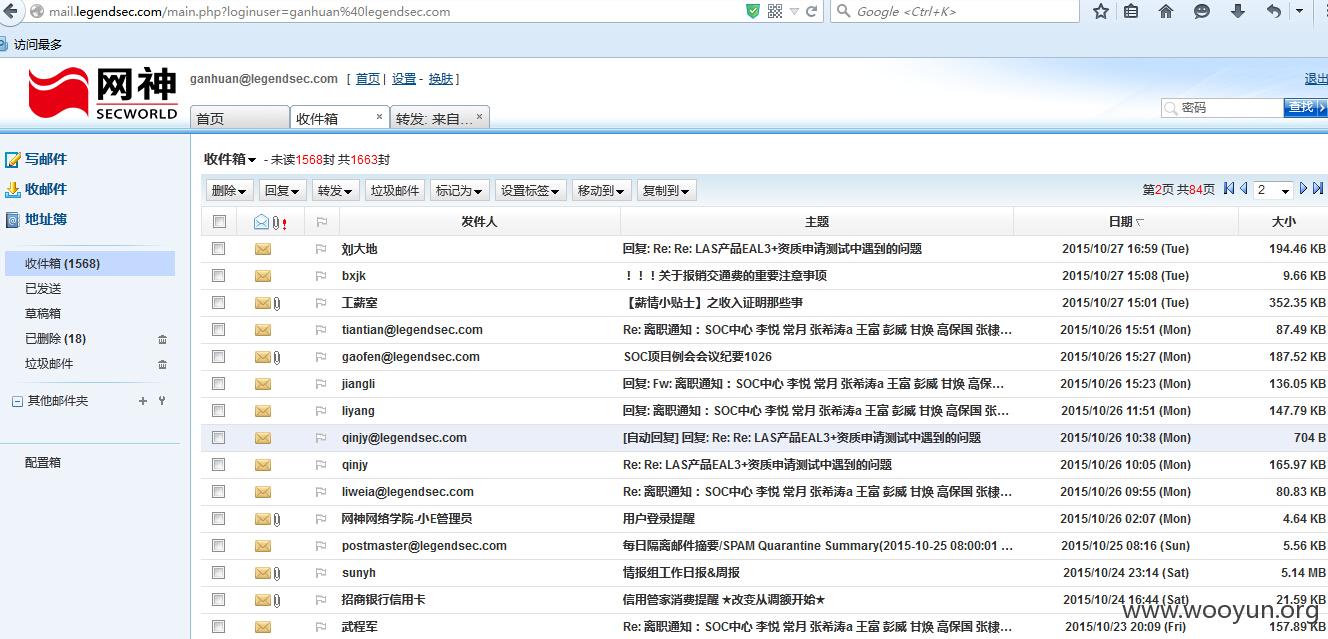 mail.legendsec.com/main.php?loginuser=ganhuan%40legendsec.com
Google <Ctrl+K>
访问最多
网神
SECWORLD
ganhuan@legendsec.com [ 首页 | 设置 - 换肤 ]
退出
首页 收件箱 × 转发: 来自... ×
密码 查找
写邮件
收邮件
地址簿
收件箱 (1568)
已发送
草稿箱
已删除 (18)
垃圾邮件
其他邮件夹
配置箱
收件箱 - 未读1568封 共1663封
删除 回复 转发 垃圾邮件 标记为 设置标签 移动到 复制到 第2页 共84页 2
发件人 主题 日期 大小
刘大地 回复: Re: Re: LAS产品EAL3+资质申请测试中遇到的问题 2015/10/27 16:59 (Tue) 194.46 KB
bxjk ！！！关于报销交通费的重要注意事项 2015/10/27 15:08 (Tue) 9.66 KB
工薪室 【薪情小贴士】之收入证明那些事 2015/10/27 15:01 (Tue) 352.35 KB
tiantian@legendsec.com Re: 离职通知：SOC中心 李悦 常月 张希涛a 王富 彭威 甘焕 高保国 张棣... 2015/10/26 15:51 (Mon) 87.49 KB
gaofen@legendsec.com SOC项目例会会议纪要1026 2015/10/26 15:27 (Mon) 187.52 KB
jiangli 回复: Fw: 离职通知：SOC中心 李悦 常月 张希涛a 王富 彭威 甘焕 高保... 2015/10/26 15:23 (Mon) 136.05 KB
liyang 回复: 离职通知：SOC中心 李悦 常月 张希涛a 王富 彭威 甘焕 高保国 张... 2015/10/26 11:51 (Mon) 147.79 KB
qinjy@legendsec.com [自动回复] 回复: Re: Re: LAS产品EAL3+资质申请测试中遇到的问题 2015/10/26 10:38 (Mon) 704 B
qinjy Re: Re: LAS产品EAL3+资质申请测试中遇到的问题 2015/10/26 10:05 (Mon) 165.97 KB
liweia@legendsec.com Re: 离职通知：SOC中心 李悦 常月 张希涛a 王富 彭威 甘焕 高保国 张棣... 2015/10/26 09:55 (Mon) 80.83 KB
网神网络学院-小E管理员 用户登录提醒 2015/10/26 02:07 (Mon) 4.64 KB
postmaster@legendsec.com 每日隔离邮件摘要/SPAM Quarantine Summary(2015-10-25 08:00:01 ... 2015/10/25 08:16 (Sun) 5.56 KB
sunyh 情报组工作日报&周报 2015/10/24 23:14 (Sat) 5.14 MB
招商银行信用卡 信用管家消费提醒 ★改变从调额开始★ 2015/10/24 16:44 (Sat) 21.59 KB
武程军 回复: 离职通知：SOC中心 李悦 常月 张希涛a 王富 彭威 甘焕 高保国 张... 2015/10/23 20:09 (Fri) 157.89 KB
www.wooyun.org